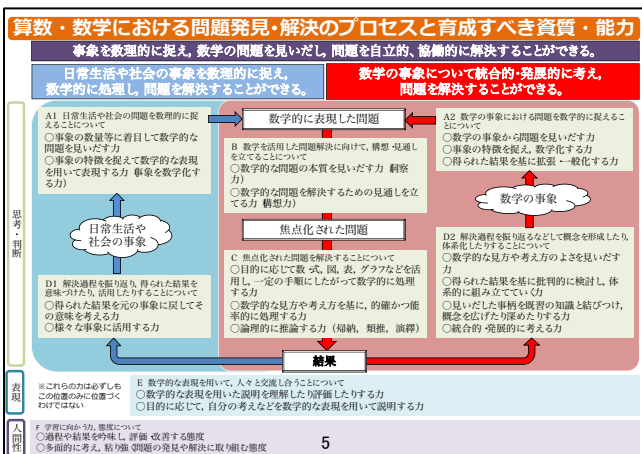 算数・数学における問題発見・解決のプロセスと育成すべき資質・能力
事象を数理的に捉え，数学の問題を見いだし，問題を自立的、協働的に解決することができる。
日常生活や社会の事象を数理的に捉え，
数学的に処理し，問題を解決することができる。
数学の事象について統合的・発展的に考え，
問題を解決することができる。
思考・判断
A1 日常生活や社会の問題を数理的に捉
えることについて
○事象の数量等に着目して数学的な
問題を見いだす力
○事象の特徴を捉えて数学的な表現
を用いて表現する力（事象を数学化す
る力）
日常生活や
社会の事象
D1 解決過程を振り返り，得られた結果を
意味づけたり，活用したりすることについて
○得られた結果を元の事象に戻してそ
の意味を考える力
○様々な事象に活用する力
数学的に表現した問題
B 数学を活用した問題解決に向けて，構想・見通し
を立てることについて
○数学的な問題の本質を見いだす力（洞察
力）
○数学的な問題を解決するための見通しを立
てる力（構想力）
焦点化された問題
C 焦点化された問題を解決することについて
○目的に応じて数・式，図，表，グラフなどを活
用し，一定の手順にしたがって数学的に処理
する力
○数学的な見方や考え方を基に，的確かつ能
率的に処理する力
○論理的に推論する力（帰納，類推，演繹）
結果
A2 数学の事象における問題を数学的に捉えるこ
とについて
○数学の事象から問題を見いだす力
○事象の特徴を捉え，数学化する力
○得られた結果を基に拡張・一般化する力
数学の事象
D2 解決過程を振り返るなどして概念を形成したり，
体系化したりすることについて
○数学的な見方や考え方のよさを見いだす
力
○得られた結果を基に批判的に検討し，体
系的に組み立てていく力
○見いだした事柄を既習の知識と結びつけ，
概念を広げたり深めたりする力
○統合的・発展的に考える力
表現
※これらの力は必ずしも
この位置のみに位置づく
わけではない
E 数学的な表現を用いて，人々と交流し合うことについて
○数学的な表現を用いた説明を理解したり評価したりする力
○目的に応じて，自分の考えなどを数学的な表現を用いて説明する力
人間性
F 学習に向かう力，態度について
○過程や結果を吟味し，評価・改善する態度
○多面的に考え，粘り強く問題の発見や解決に取り組む態度
5